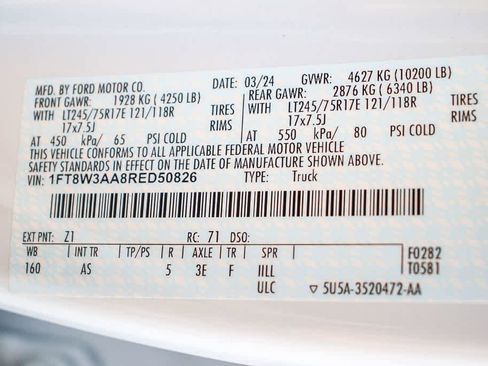 MFD. BY FORD MOTOR CO. DATE: 03/24 GVWR: 4627 KG (10200 LB)
FRONT GAWR: 1928 KG (4250 LB) REAR GAWR: 2876 KG (6340 LB)
WITH LT245/75R17E 121/118R TIRES WITH LT245/75R17E 121/118R TIRES
17x7.5J RIMS 17x7.5J RIMS
AT 450 kPa/ 65 PSI COLD AT 550 kPa/ 80 PSI COLD
THIS VEHICLE CONFORMS TO ALL APPLICABLE FEDERAL MOTOR VEHICLE
SAFETY STANDARDS IN EFFECT ON THE DATE OF MANUFACTURE SHOWN ABOVE.
VIN: 1FT8W3AA8RED50826 TYPE: Truck
EXT PNT: Z1 RC: 71 DSO:
WB INT TR TP/PS R AXLE TR SPR F0282
160 AS 5 3E F IILL T0581
ULC ▽ 5U5A-3520472-AA